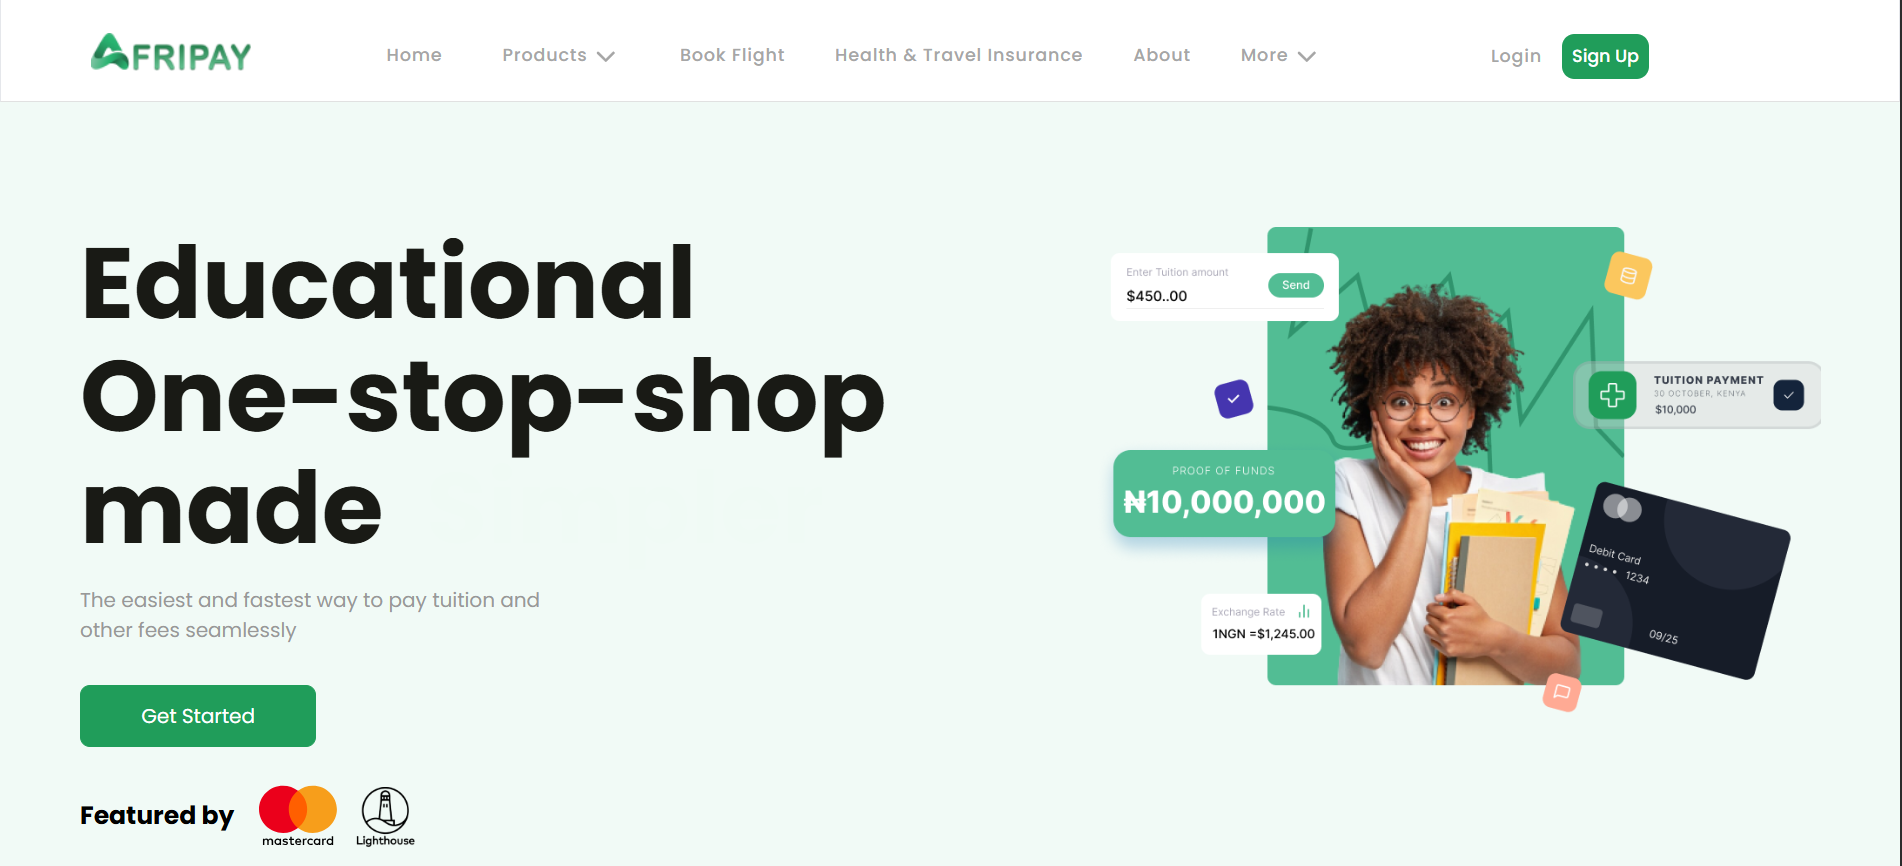 AFRIPAY
Home
Products
Book Flight
Health & Travel Insurance
About
More
Login
Sign Up
Educational
One-stop-shop
made Simpler
The easiest and fastest way to pay tuition and
other fees seamlessly
Get Started
Featured by
mastercard
Lighthouse
Enter Tuition amount
$450..00
Send
TUITION PAYMENT
30 OCTOBER, KENYA
$10,000
PROOF OF FUNDS
₦10,000,000
Debit Card
1234
09/25
Exchange Rate
1NGN =$1,245.00